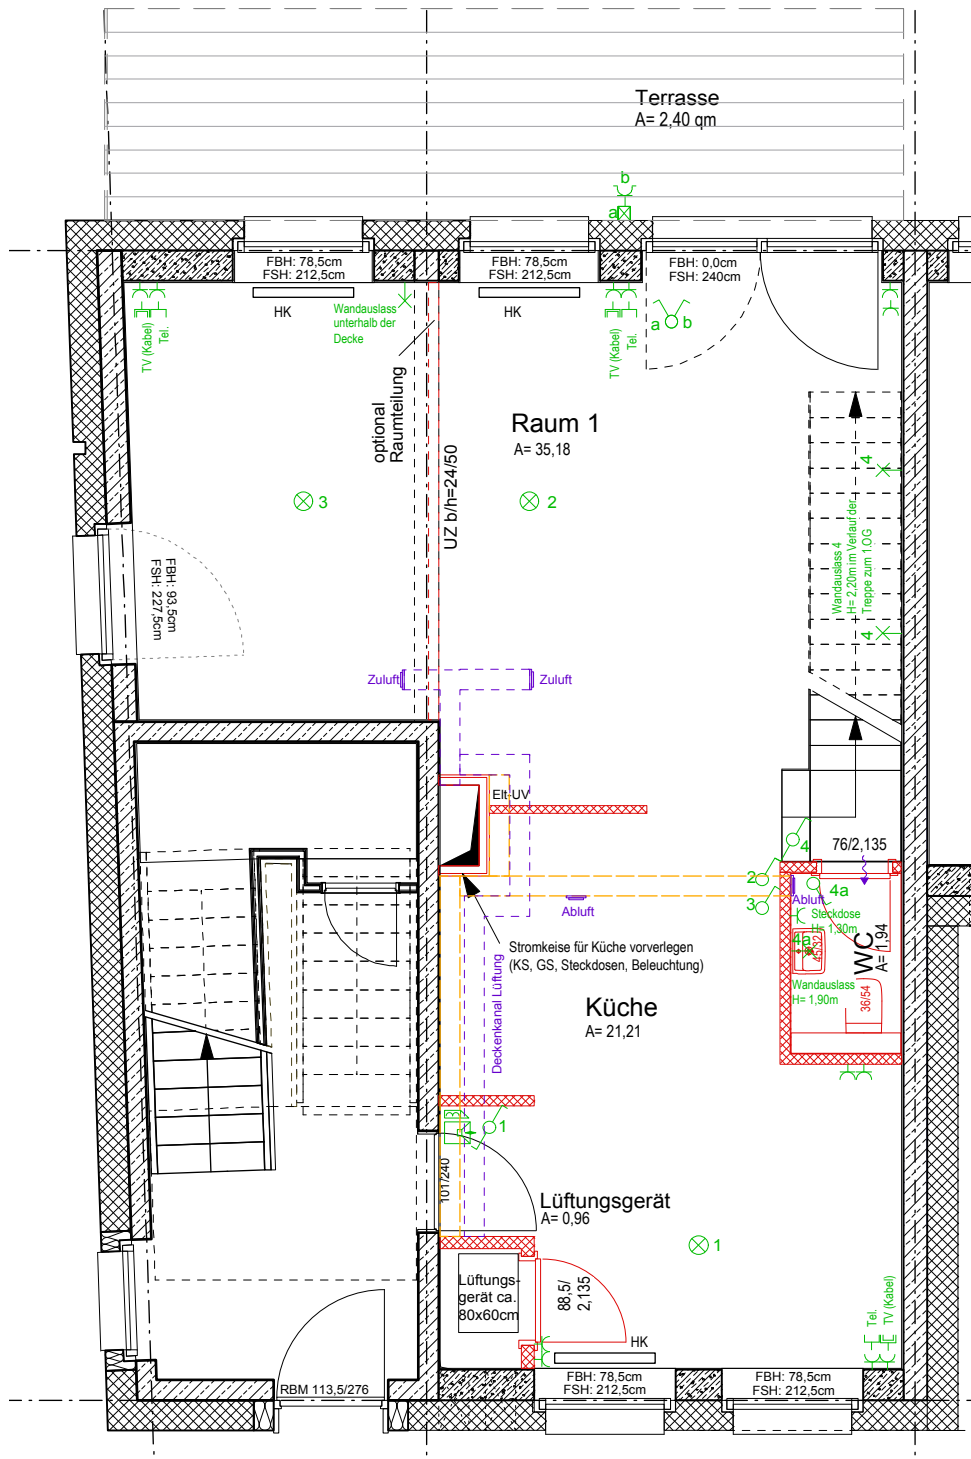 Terrasse
A= 2,40 qm
b
a
FBH: 78,5cm
FSH: 212,5cm
FBH: 78,5cm
FSH: 212,5cm
FBH: 0,0cm
FSH: 240cm
HK
Wandauslass
unterhalb der
Decke
HK
a
b
TV (Kabel)
Tel.
TV (Kabel)
Tel.
optional
Raumteilung
UZ b/h=24/50
Raum 1
A= 35,18
3
2
4
4
Wandauslass 4
H= 2,20m im Verlauf der
Treppe zum 1.OG
FBH: 93,5cm
FSH: 227,5cm
Zuluft
Zuluft
Elt-UV
4
76/2,135
2
3
Abluft
Abluft
4a
Steckdose
H= 1,30m
4a
45/32
WC
A= 1,94
Wandauslass
H= 1,90m
36/54
Stromkeise für Küche vorverlegen
(KS, GS, Steckdosen, Beleuchtung)
Deckenkanal Lüftung
Küche
A= 21,21
1
101/240
Lüftungsgerät
A= 0,96
1
Lüftungs-
gerät ca.
80x60cm
88,5/
2,135
HK
Tel.
TV (Kabel)
RBM 113,5/276
FBH: 78,5cm
FSH: 212,5cm
FBH: 78,5cm
FSH: 212,5cm